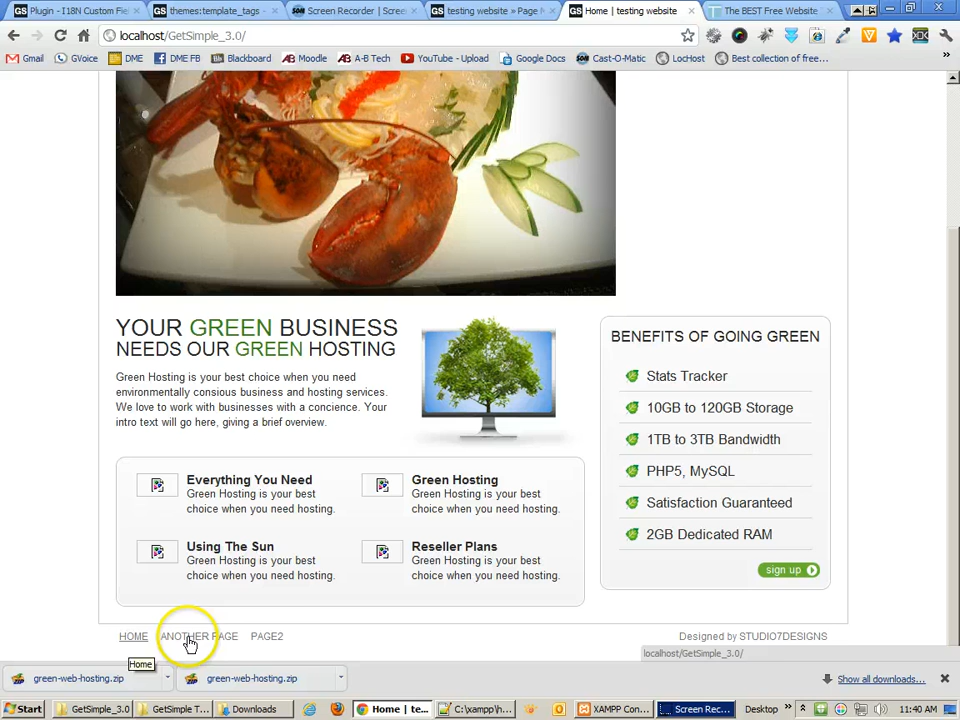 Plugin - I18N Custom Fiel
themes:template_tags -
Screen Recorder | Screen
testing website » Page M
Home | testing website
The BEST Free Website
localhost/GetSimple_3.0/
Gmail
GVoice
DME
DME FB
Blackboard
Moodle
A-B Tech
YouTube - Upload
Google Docs
Cast-O-Matic
LocHost
Best collection of free...
YOUR GREEN BUSINESS
NEEDS OUR GREEN HOSTING
Green Hosting is your best choice when you need
environmentally consious business and hosting services.
We love to work with businesses with a concience. Your
intro text will go here, giving a brief overview.
BENEFITS OF GOING GREEN
Stats Tracker
10GB to 120GB Storage
1TB to 3TB Bandwidth
PHP5, MySQL
Satisfaction Guaranteed
2GB Dedicated RAM
sign up
Everything You Need
Green Hosting is your best
choice when you need hosting.
Green Hosting
Green Hosting is your best
choice when you need hosting.
Using The Sun
Green Hosting is your best
choice when you need hosting.
Reseller Plans
Green Hosting is your best
choice when you need hosting.
HOME ANOTHER PAGE PAGE2
Designed by STUDIO7DESIGNS
localhost/GetSimple_3.0/
Home
green-web-hosting.zip
green-web-hosting.zip
Show all downloads...
Start
GetSimple_3.0
GetSimple T...
Downloads
Home | te...
C:\xampp\h...
XAMPP Con...
Screen Rec...
Desktop
11:40 AM